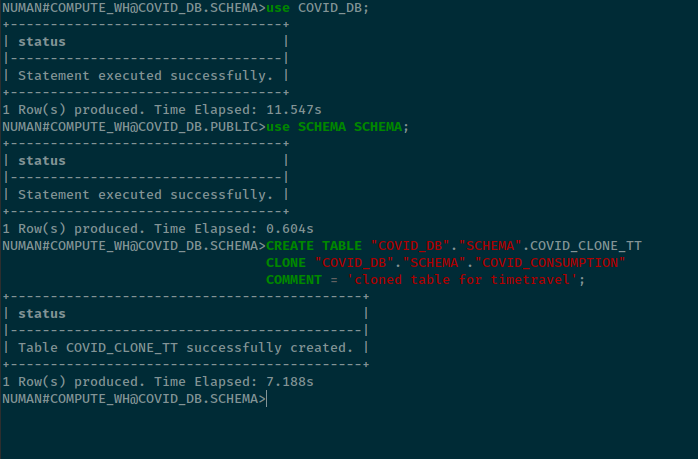 NUMAN#COMPUTE_WH@COVID_DB.SCHEMA>use COVID_DB;
+----------------------------------+
| status                           |
|----------------------------------|
| Statement executed successfully. |
+----------------------------------+
1 Row(s) produced. Time Elapsed: 11.547s
NUMAN#COMPUTE_WH@COVID_DB.PUBLIC>use SCHEMA SCHEMA;
+----------------------------------+
| status                           |
|----------------------------------|
| Statement executed successfully. |
+----------------------------------+
1 Row(s) produced. Time Elapsed: 0.604s
NUMAN#COMPUTE_WH@COVID_DB.SCHEMA>CREATE TABLE "COVID_DB"."SCHEMA".COVID_CLONE_TT
                                 CLONE "COVID_DB"."SCHEMA"."COVID_CONSUMPTION"
                                 COMMENT = 'cloned table for timetravel';
+--------------------------------------------+
| status                                     |
|--------------------------------------------|
| Table COVID_CLONE_TT successfully created. |
+--------------------------------------------+
1 Row(s) produced. Time Elapsed: 7.188s
NUMAN#COMPUTE_WH@COVID_DB.SCHEMA>